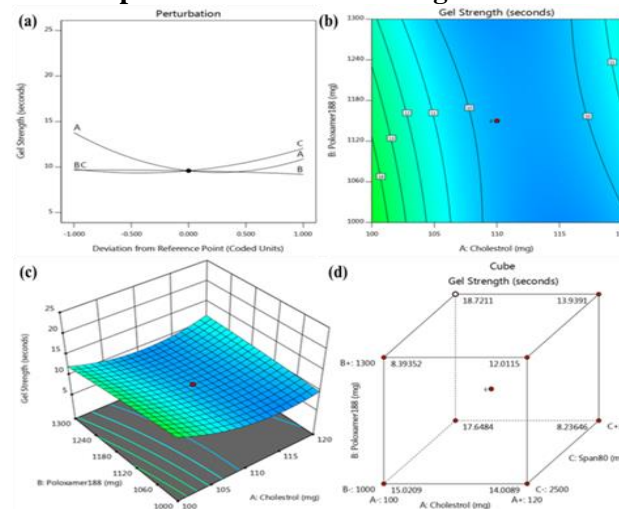 (a)
Perturbation
Gel Strength (seconds)
25
20
15
10
5
A
BC
C
A
B
-1.000
-0.500
0.000
0.500
1.000
Deviation from Reference Point (Coded Units)
(b)
Gel Strength (seconds)
B: Poloxamer188 (mg)
1300
1240
1180
1120
1060
1000
100
105
110
115
A: Cholestrol (mg)
(c)
Gel Strength (seconds)
25
20
15
10
5
1300
1240
1180
1120
1060
1000
B: Poloxamer188 (mg)
100
105
110
115
120
A: Cholestrol (mg)
(d)
Cube
Gel Strength (seconds)
18.7211
13.9391
B+: 1300
8.39352
12.0115
B: Poloxamer188 (mg)
17.6484
8.23646
C+
C: Span80 (m
B-: 1000
15.0209
14.0089
C-: 2500
A-: 100
A+: 120
A: Cholestrol (mg)